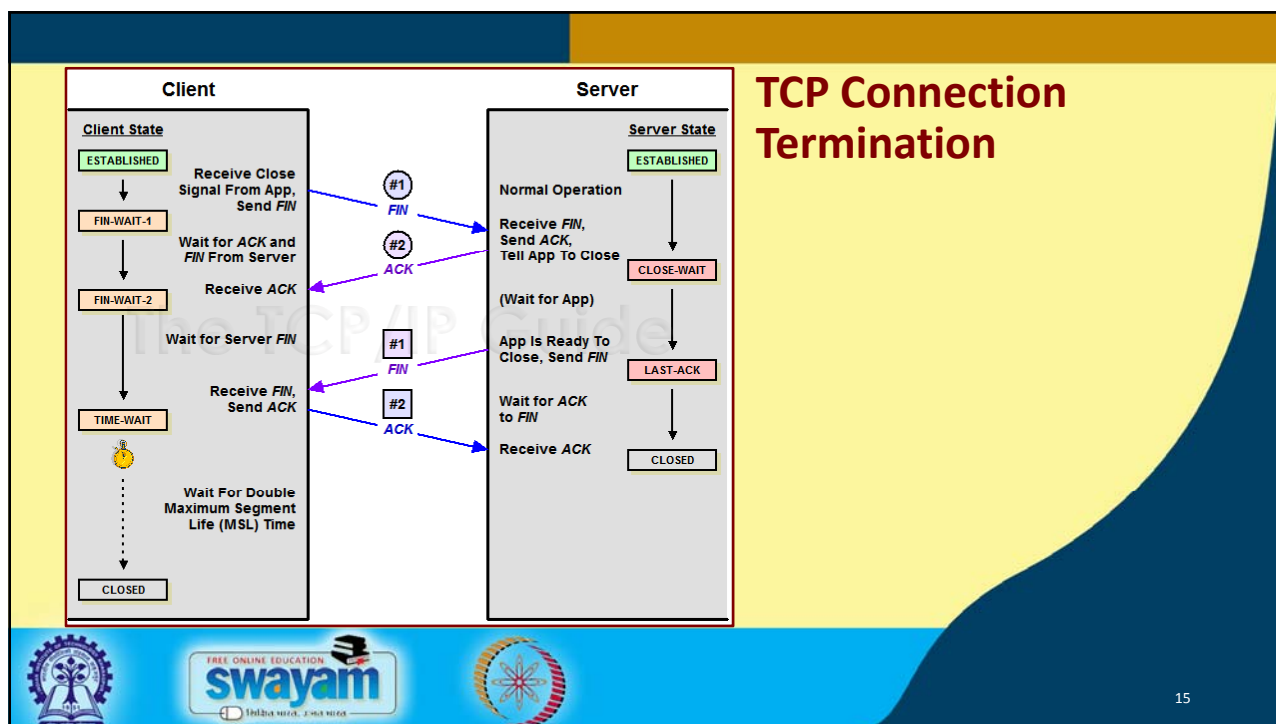 TCP Connection
Termination
Client
Server
Client State
ESTABLISHED
Receive Close
Signal From App,
Send FIN
FIN-WAIT-1
Wait for ACK and
FIN From Server
Receive ACK
FIN-WAIT-2
Wait for Server FIN
Receive FIN,
Send ACK
TIME-WAIT
Wait For Double
Maximum Segment
Life (MSL) Time
CLOSED
#1
FIN
#2
ACK
#1
FIN
#2
ACK
Server State
ESTABLISHED
Normal Operation
Receive FIN,
Send ACK,
Tell App To Close
CLOSE-WAIT
(Wait for App)
App Is Ready To
Close, Send FIN
LAST-ACK
Wait for ACK
to FIN
Receive ACK
CLOSED
The TCP/IP Guide
FREE ONLINE EDUCATION
swayam
15